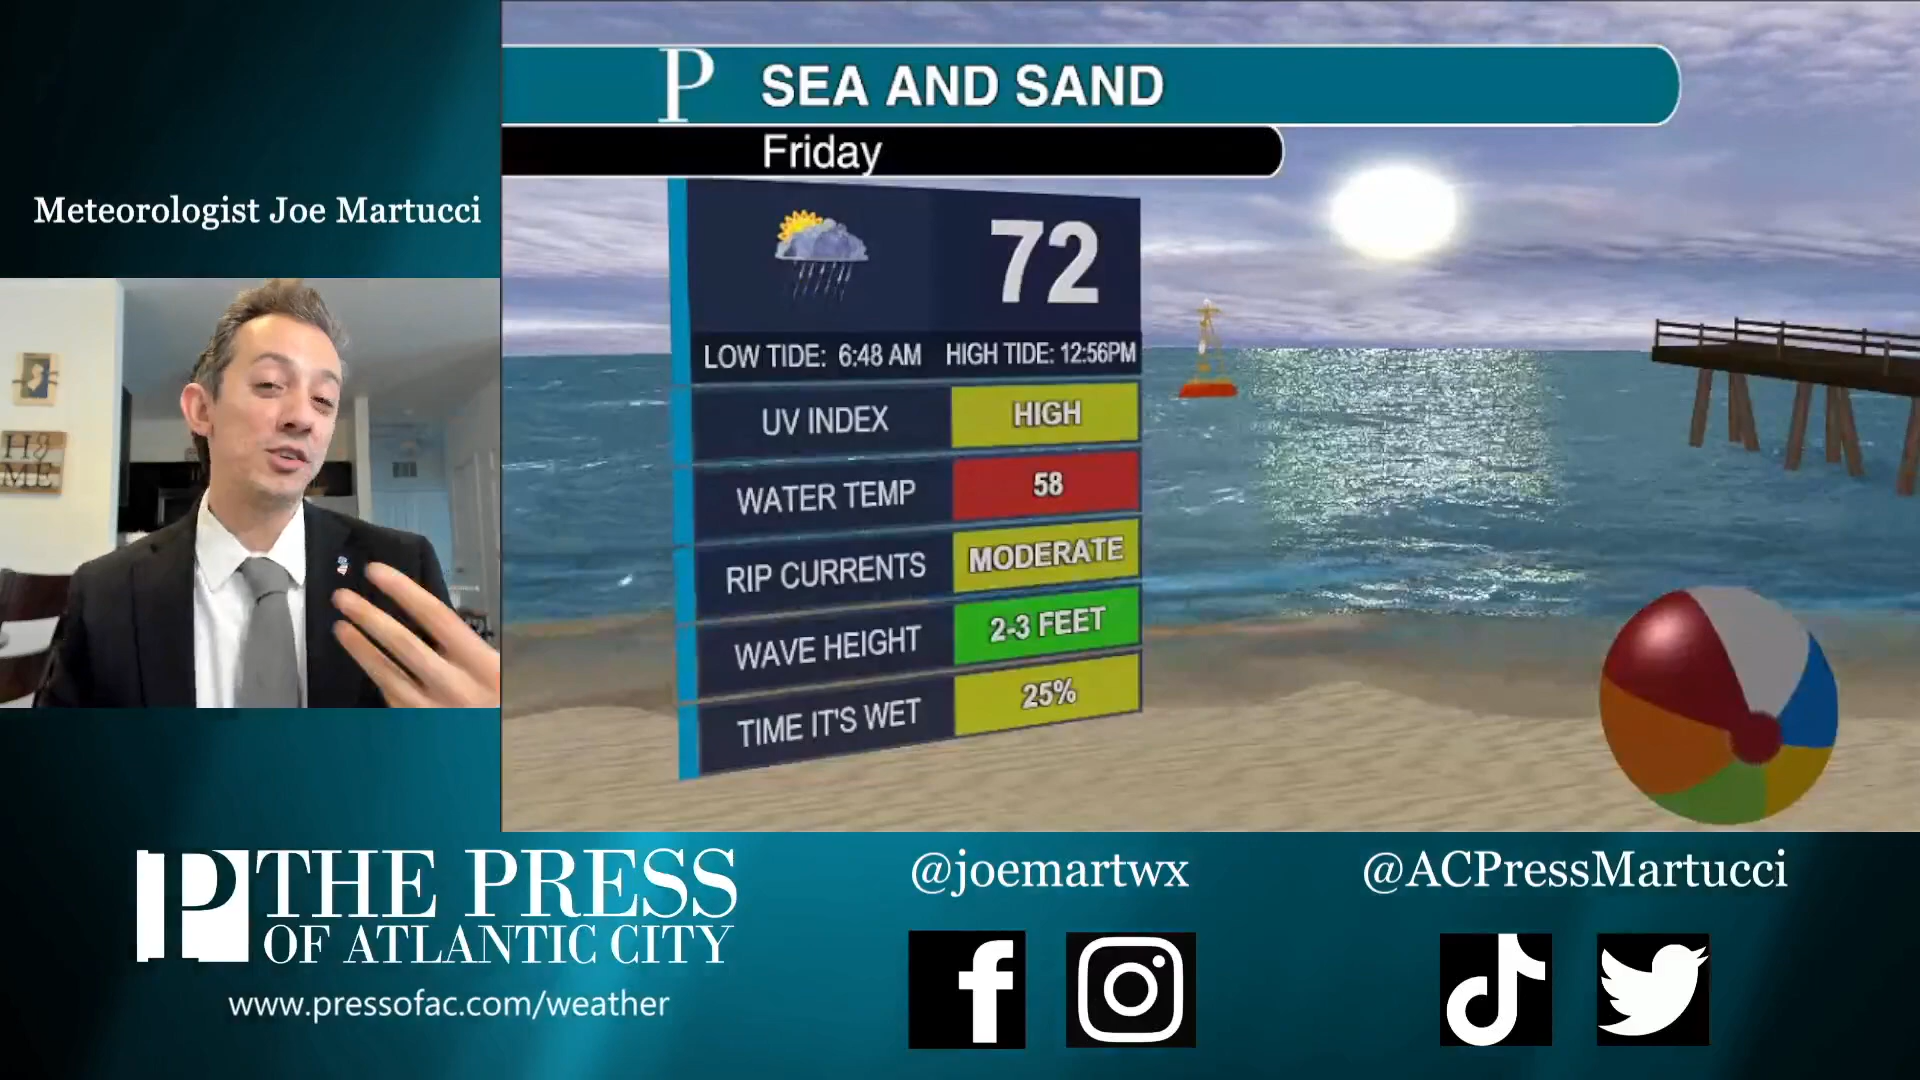 Meteorologist Joe Martucci
H
ME
P SEA AND SAND
Friday
72
LOW TIDE: 6:48 AM HIGH TIDE: 12:56PM
UV INDEX HIGH
WATER TEMP 58
RIP CURRENTS MODERATE
WAVE HEIGHT 2-3 FEET
TIME IT'S WET 25%
P THE PRESS
OF ATLANTIC CITY
www.pressofac.com/weather
@joemartwx
@ACPressMartucci